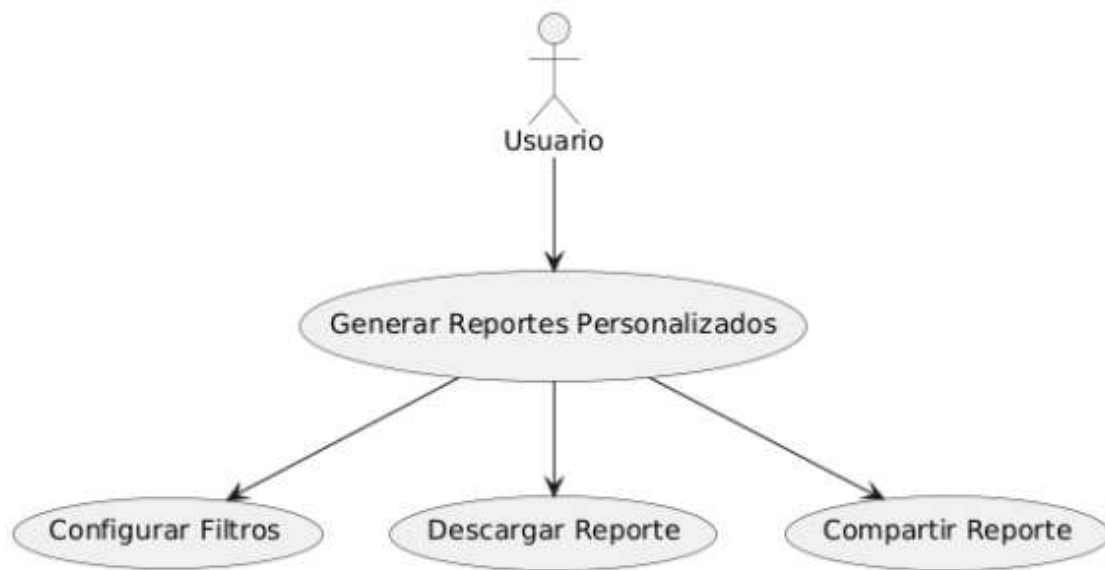 Usuario
Generar Reportes Personalizados
Configurar Filtros
Descargar Reporte
Compartir Reporte